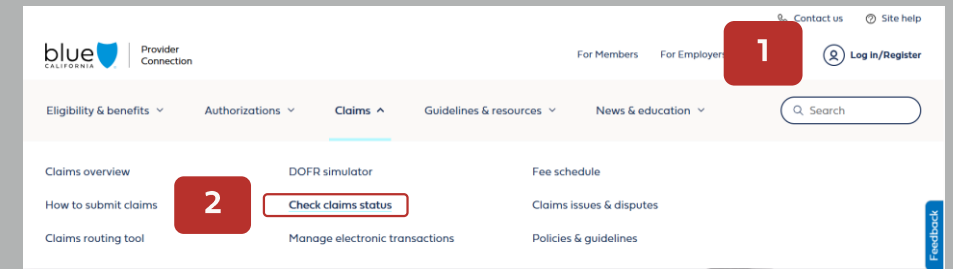 Contact us Site help
blue
CALIFORNIA
Provider
Connection
For Members For Employers
1
Log in/Register
Eligibility & benefits Authorizations Claims Guidelines & resources News & education Search
Claims overview DOFR simulator Fee schedule
How to submit claims 2 Check claims status Claims issues & disputes
Claims routing tool Manage electronic transactions Policies & guidelines
Feedback